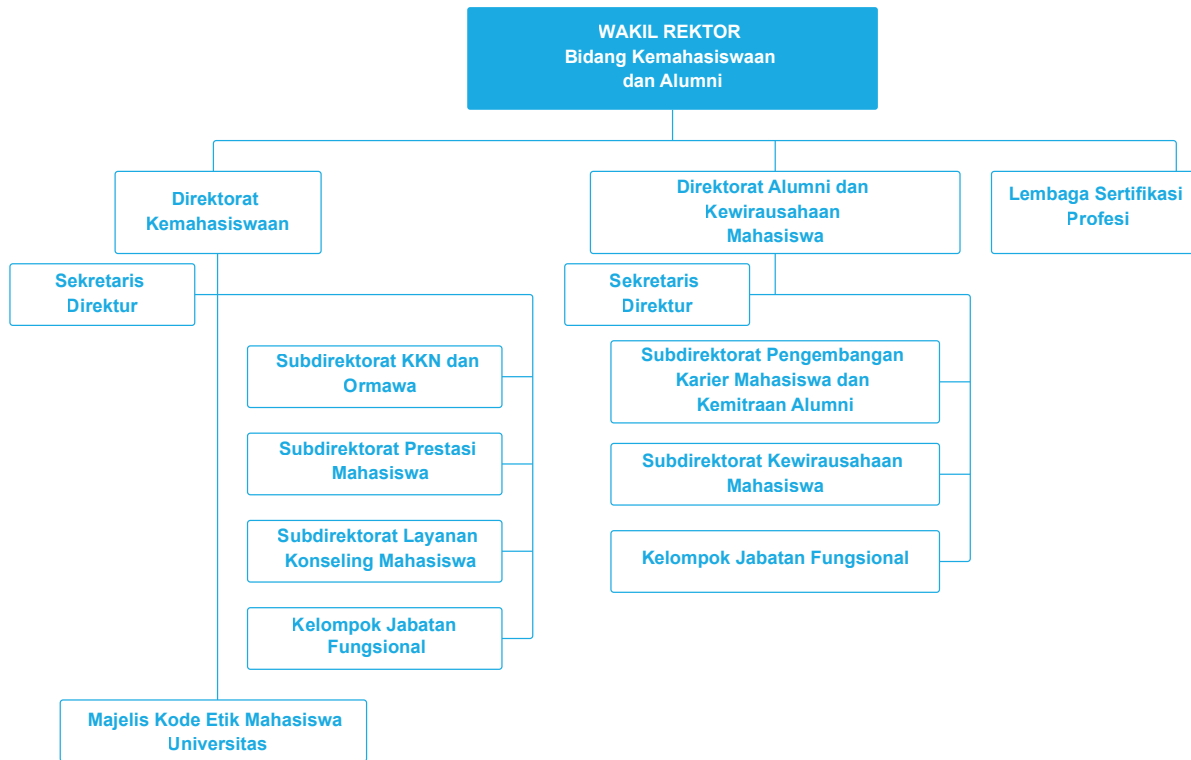 WAKIL REKTOR
Bidang Kemahasiswaan
dan Alumni
Direktorat
Kemahasiswaan
Direktorat Alumni dan
Kewirausahaan
Mahasiswa
Lembaga Sertifikasi
Profesi
Sekretaris
Direktur
Sekretaris
Direktur
Subdirektorat KKN dan
Ormawa
Subdirektorat Prestasi
Mahasiswa
Subdirektorat Layanan
Konseling Mahasiswa
Kelompok Jabatan
Fungsional
Subdirektorat Pengembangan
Karier Mahasiswa dan
Kemitraan Alumni
Subdirektorat Kewirausahaan
Mahasiswa
Kelompok Jabatan Fungsional
Majelis Kode Etik Mahasiswa
Universitas